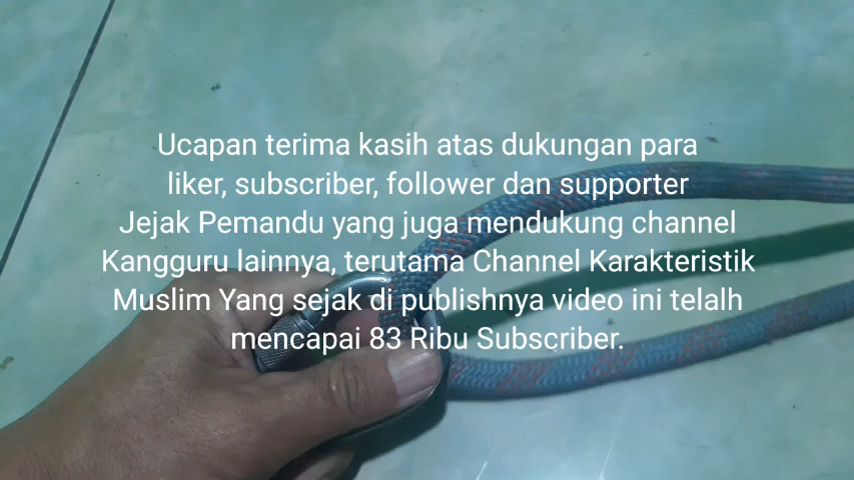 Ucapan terima kasih atas dukungan para
liker, subscriber, follower dan supporter
Jejak Pemandu yang juga mendukung channel
Kangguru lainnya, terutama Channel Karakteristik
Muslim Yang sejak di publishnya video ini telalh
mencapai 83 Ribu Subscriber.